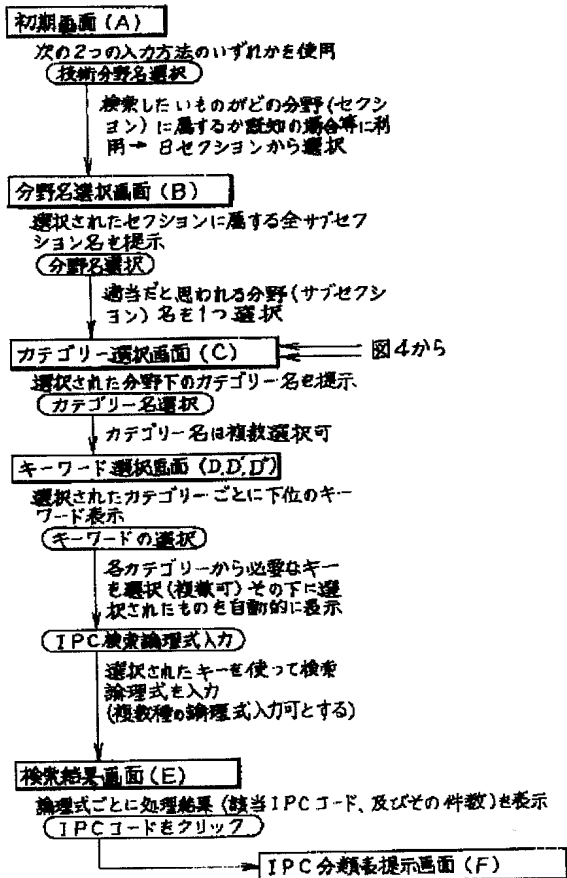 初期画面(A)
次の2つの入力方法のいずれかを使用
技術分野名選択
検索したいものがどの分野(セク
ション)に属するか既知の場合等に利
用→8セクションから選択
分野名選択画面(B)
選択されたセクションに属する全サブセク
ション名を提示
分野名選択
適当だと思われる分野(サブセクシ
ョン)名を1つ選択
カテゴリー選択画面(C)
図4から
選択された分野下のカテゴリー名を提示
カテゴリー名選択
カテゴリー名は複数選択可
キーワード選択画面(D,D',D")
選択されたカテゴリーごとに下位のキー
ワード表示
キーワードの選択
各カテゴリーから必要なキー
を選択(複数可)その下に選
択されたものを自動的に表示
IPC検索論理式入力
選択されたキーを使って検索
論理式を入力
(複数種の論理式入力可とする)
検索結果画面(E)
論理式ごとに処理結果(該当IPCコード、及びその件数)を表示
IPCコードをクリック
IPC分類表提示画面(F)